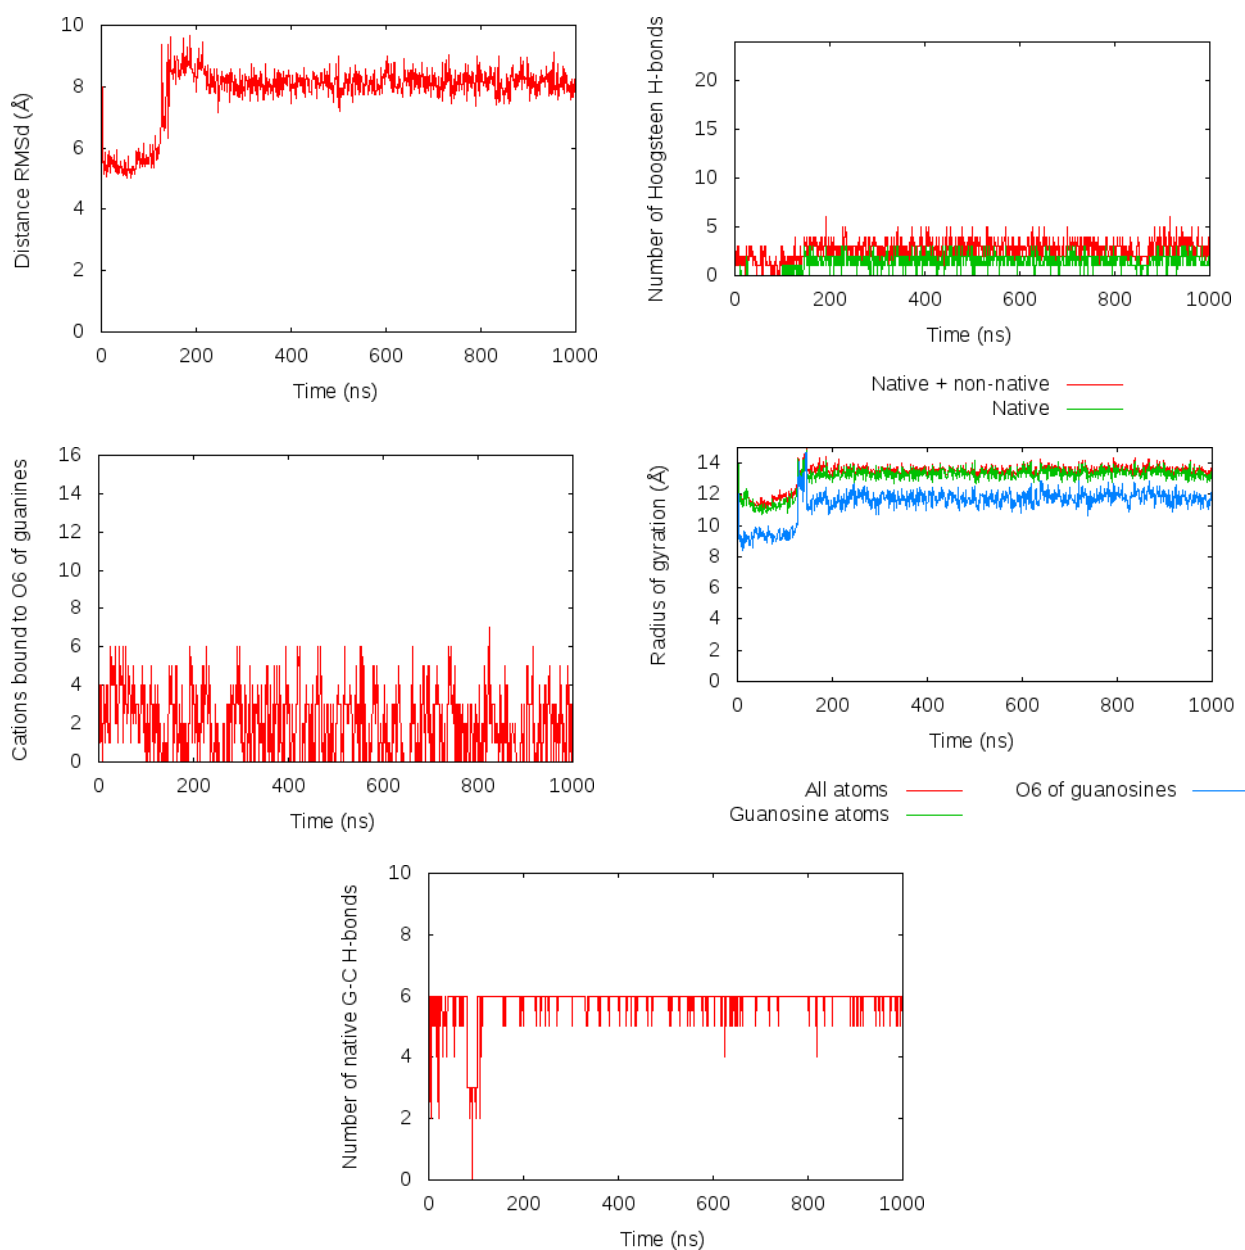 Distance RMSd (Å)
10
8
6
4
2
0
0 200 400 600 800 1000
Time (ns)
Number of Hoogsteen H-bonds
20
15
10
5
0
0 200 400 600 800 1000
Time (ns)
Native + non-native
Native
Cations bound to O6 of guanines
16
14
12
10
8
6
4
2
0
0 200 400 600 800 1000
Time (ns)
Radius of gyration (Å)
14
12
10
8
6
4
2
0
0 200 400 600 800 1000
Time (ns)
All atoms
O6 of guanosines
Guanosine atoms
Number of native G-C H-bonds
10
8
6
4
2
0
0 200 400 600 800 1000
Time (ns)